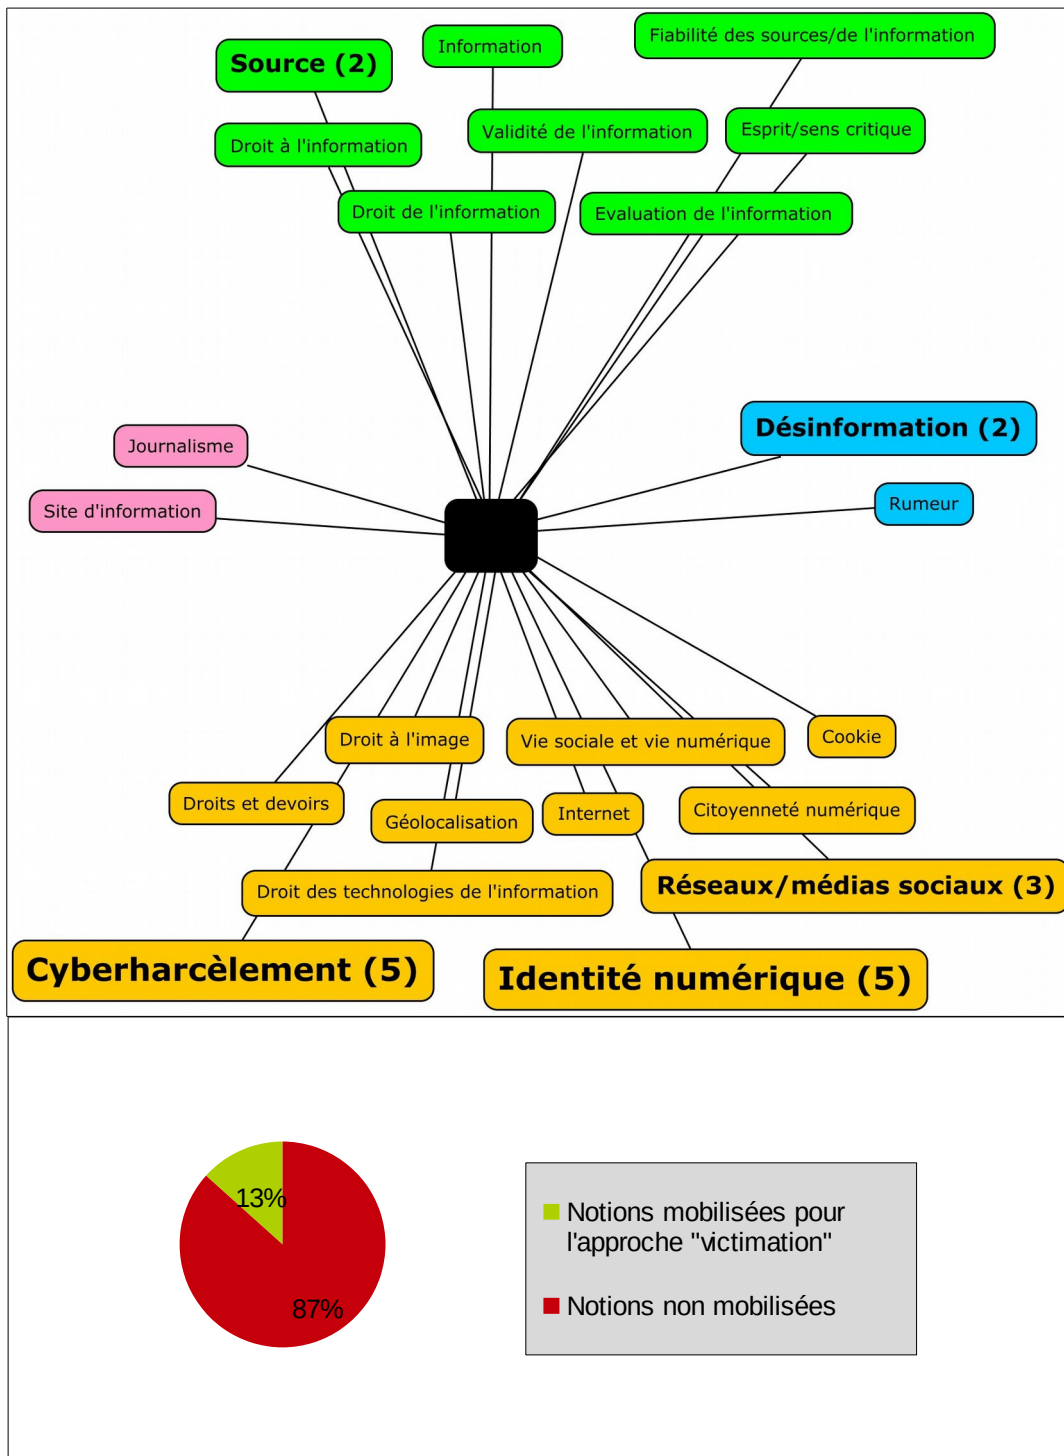 Information
Fiabilité des sources/de l'information
Source (2)
Droit à l'information
Validité de l'information
Esprit/sens critique
Droit de l'information
Evaluation de l'information
Désinformation (2)
Journalisme
Rumeur
Site d'information
Droit à l'image
Vie sociale et vie numérique
Cookie
Droits et devoirs
Géolocalisation
Internet
Citoyenneté numérique
Droit des technologies de l'information
Réseaux/médias sociaux (3)
Cyberharcèlement (5)
Identité numérique (5)
13%
87%
Notions mobilisées pour
l'approche "victimation"
Notions non mobilisées